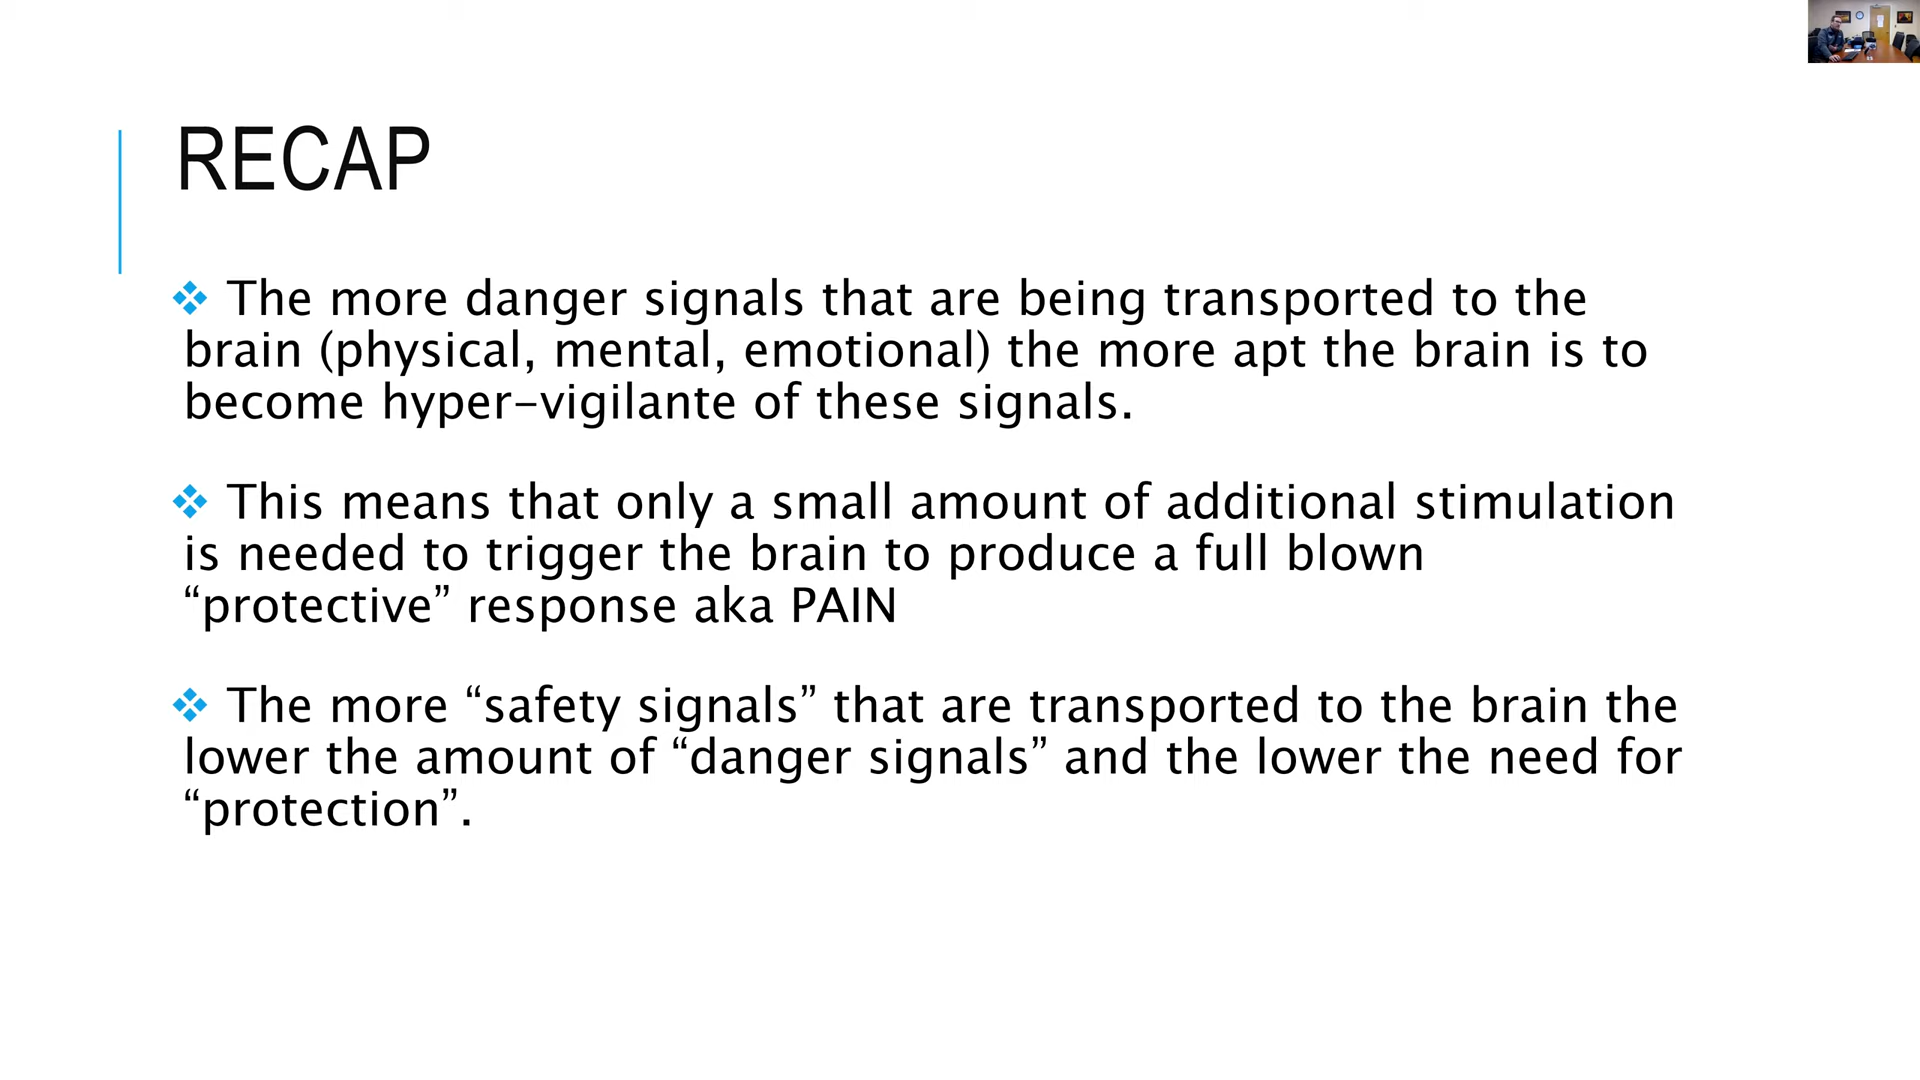 RECAP
The more danger signals that are being transported to the
brain (physical, mental, emotional) the more apt the brain is to
become hyper-vigilante of these signals.
This means that only a small amount of additional stimulation
is needed to trigger the brain to produce a full blown
“protective” response aka PAIN
The more “safety signals” that are transported to the brain the
lower the amount of “danger signals” and the lower the need for
“protection”.